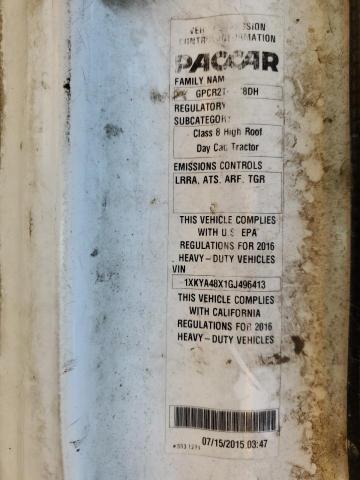 PACCAR
FAMILY NAM
GPCR2T 8DH
REGULATORY
SUBCATEGORY
Class 8 High Roof
Day Cab Tractor
EMISSIONS CONTROLS
LRRA, ATS, ARF, TGR
THIS VEHICLE COMPLIES
WITH U.S. EPA
REGULATIONS FOR 2016
HEAVY-DUTY VEHICLES
VIN
1XKYA48X1GJ496413
THIS VEHICLE COMPLIES
WITH CALIFORNIA
REGULATIONS FOR 2016
HEAVY-DUTY VEHICLES
07/15/2015 03:47